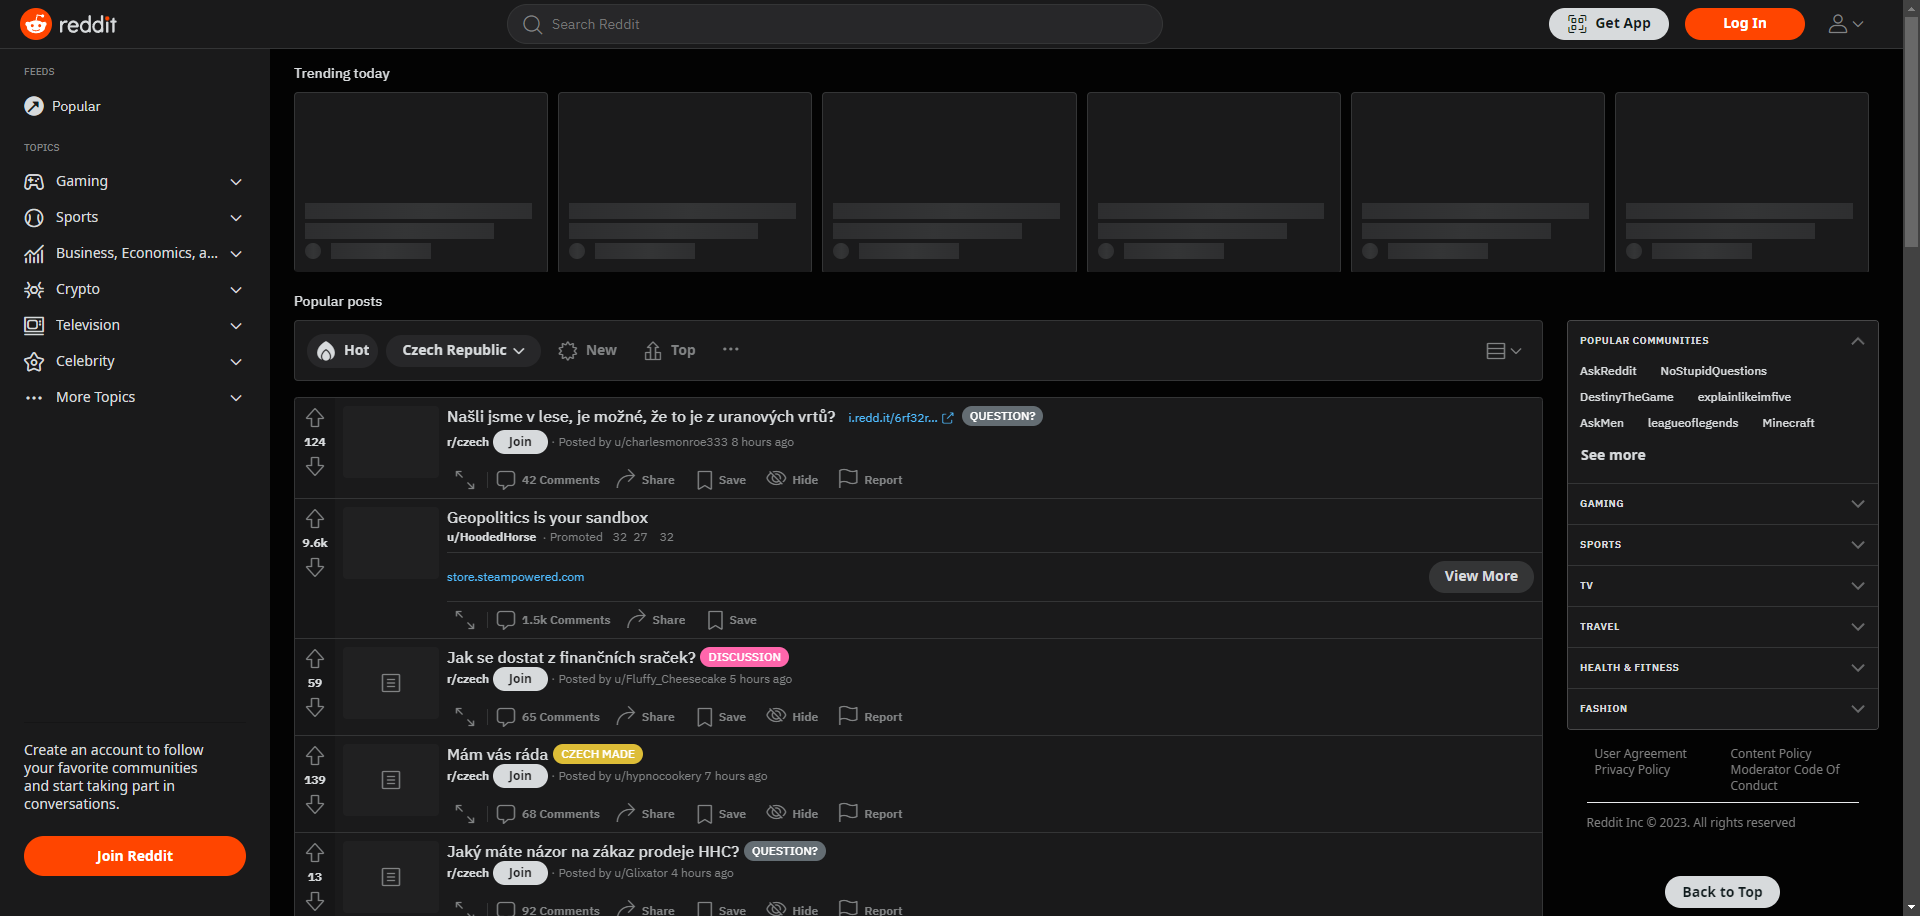 reddit
Search Reddit
Get App
Log In
FEEDS
Popular
TOPICS
Gaming
Sports
Business, Economics, a...
Crypto
Television
Celebrity
More Topics
Create an account to follow
your favorite communities
and start taking part in
conversations.
Join Reddit
Trending today
Popular posts
Hot
Czech Republic
New
Top
124
Našli jsme v lese, je možné, že to je z uranových vrtů? i.redd.it/6rf32r... QUESTION?
r/czech Join · Posted by u/charlesmonroe333 8 hours ago
42 Comments Share Save Hide Report
9.6k
Geopolitics is your sandbox
u/HoodedHorse · Promoted 32 27 32
store.steampowered.com
View More
1.5k Comments Share Save
59
Jak se dostat z finančních sraček? DISCUSSION
r/czech Join · Posted by u/Fluffy_Cheesecake 5 hours ago
65 Comments Share Save Hide Report
139
Mám vás ráda CZECH MADE
r/czech Join · Posted by u/hypnocookery 7 hours ago
68 Comments Share Save Hide Report
13
Jaký máte názor na zákaz prodeje HHC? QUESTION?
r/czech Join · Posted by u/Glixator 4 hours ago
92 Comments Share Save Hide Report
POPULAR COMMUNITIES
AskReddit NoStupidQuestions
DestinyTheGame explainlikeimfive
AskMen leagueoflegends Minecraft
See more
GAMING
SPORTS
TV
TRAVEL
HEALTH & FITNESS
FASHION
User Agreement
Privacy Policy
Content Policy
Moderator Code Of
Conduct
Reddit Inc © 2023. All rights reserved
Back to Top